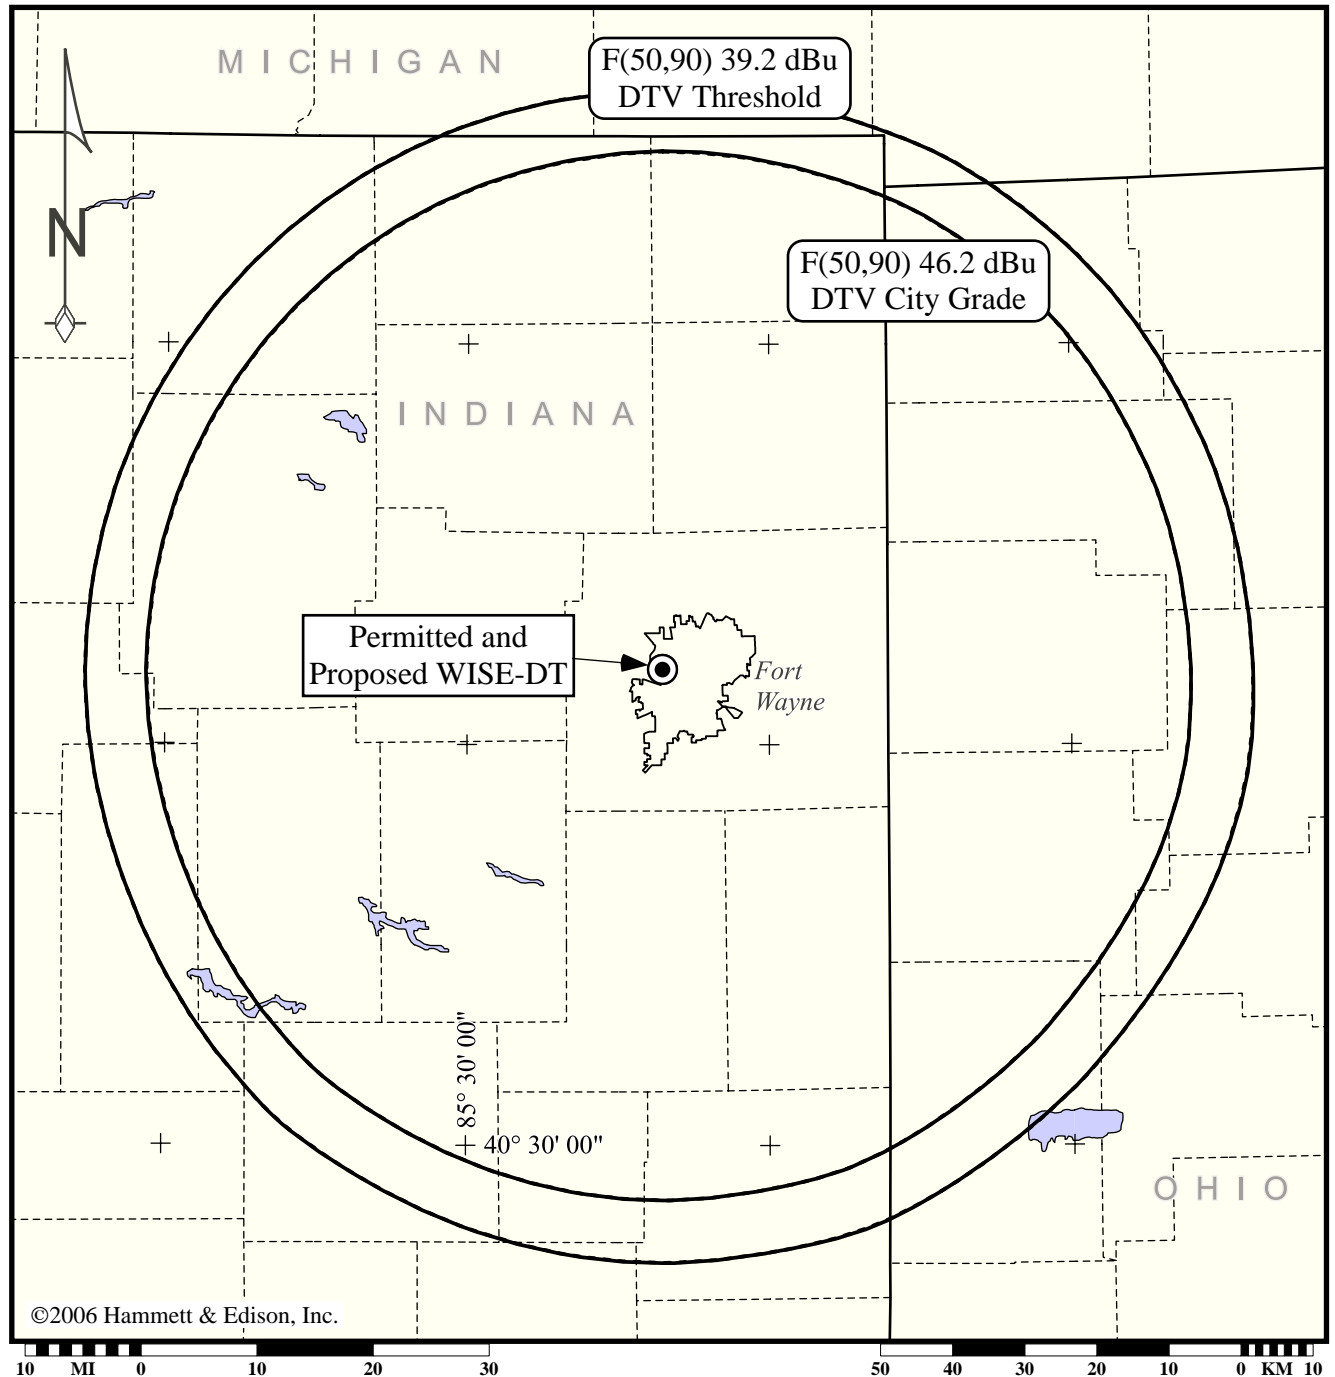 MICHIGAN
F(50,90) 39.2 dBu
DTV Threshold
N
F(50,90) 46.2 dBu
DTV City Grade
INDIANA
Permitted and
Proposed WISE-DT
Fort
Wayne
85° 30' 00"
40° 30' 00"
OHIO
©2006 Hammett & Edison, Inc.
10 MI 0 10 20 30
50 40 30 20 10 0 KM 10